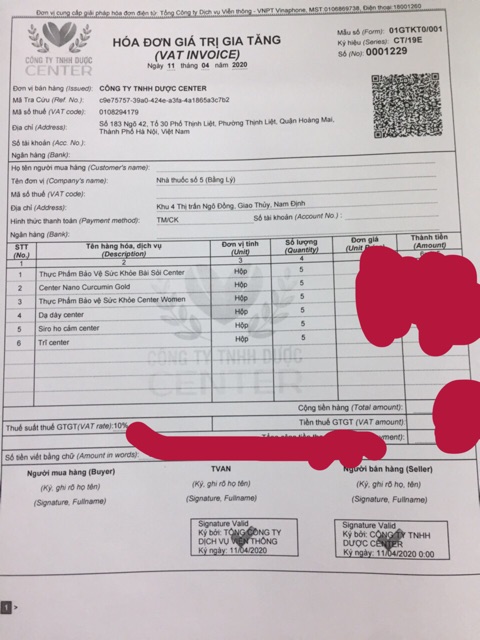 Đơn vị cung cấp giải pháp hóa đơn điện tử: Tổng Công ty Dịch vụ Viễn thông - VNPT Vinaphone, MST:0106869738, Điện thoại:18001260
CÔNG TY TNHH DƯỢC
CENTER
HÓA ĐƠN GIÁ TRỊ GIA TĂNG
(VAT INVOICE)
Ngày 11 tháng 04 năm 2020
Mẫu số (Form): 01GTKT0/001
Ký hiệu (Series): CT/19E
Số (No): 0001229
Đơn vị bán hàng (Issued): CÔNG TY TNHH DƯỢC CENTER
Mã Tra Cứu (Ref. No.): c9e75757-39a0-424e-a3fa-4a1865a3c7b2
Mã số thuế (VAT code): 0108294179
Địa chỉ (Address): Số 183 Ngõ 42, Tổ 30 Phố Thịnh Liệt, Phường Thịnh Liệt, Quận Hoàng Mai,
Thành Phố Hà Nội, Việt Nam
Số tài khoản (Acc. No.):
Ngân hàng (Bank):
Họ tên người mua hàng (Customer's name):
Tên đơn vị (Company's name): Nhà thuốc số 5 (Bằng Lý)
Mã số thuế (VAT code):
Địa chỉ (Address): Khu 4 Thị trấn Ngô Đồng, Giao Thủy, Nam Định
Hình thức thanh toán (Payment method): TM/CK Số tài khoản (Account No.) :
Ngân hàng (Bank):
STT Tên hàng hóa, dịch vụ Đơn vị tính Số lượng Đơn giá Thành tiền
(No.) (Description) (Unit) (Quantity) (Unit (Amount)
1 2 3 4
1 Thực Phẩm Bảo Vệ Sức Khỏe Bài Sỏi Center Hộp 5
2 Center Nano Curcumin Gold Hộp 5
3 Thực Phẩm Bảo Vệ Sức Khỏe Center Women Hộp 5
4 Dạ dày center Hộp 5
5 Siro ho cảm center Hộp 5
6 Trĩ center Hộp 5
CÔNG TY TNHH DƯỢC
CENTER
Cộng tiền hàng (Total amount):
Thuế suất thuế GTGT(VAT rate):10% Tiền thuế GTGT (VAT amount):
Số tiền viết bằng chữ (Amount in words):
Người mua hàng (Buyer) TVAN Người bán hàng (Seller)
(Ký, ghi rõ họ tên) (Ký, ghi rõ họ tên) (Ký, ghi rõ họ tên)
(Signature, Fullname) (Signature, Fullname) (Signature, Fullname)
Signature Valid
Ký bởi: TỔNG CÔNG TY
DỊCH VỤ VIỄN THÔNG
Ký ngày: 11/04/2020
Signature Valid
Ký bởi: CÔNG TY TNHH
DƯỢC CENTER
Ký ngày: 11/04/2020 0:00
1 >